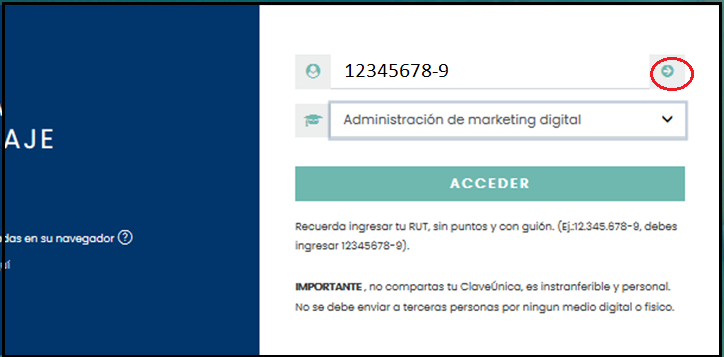 12345678-9
Administración de marketing digital
AJE
ACCEDER
Recuerda ingresar tu RUT, sin puntos y con guión. (Ej.:12.345.678-9, debes
ingresar 12345678-9).
das en su navegador
IMPORTANTE , no compartas tu ClaveÚnica, es instranferible y personal.
No se debe enviar a terceras personas por ningun medio digital o físico.